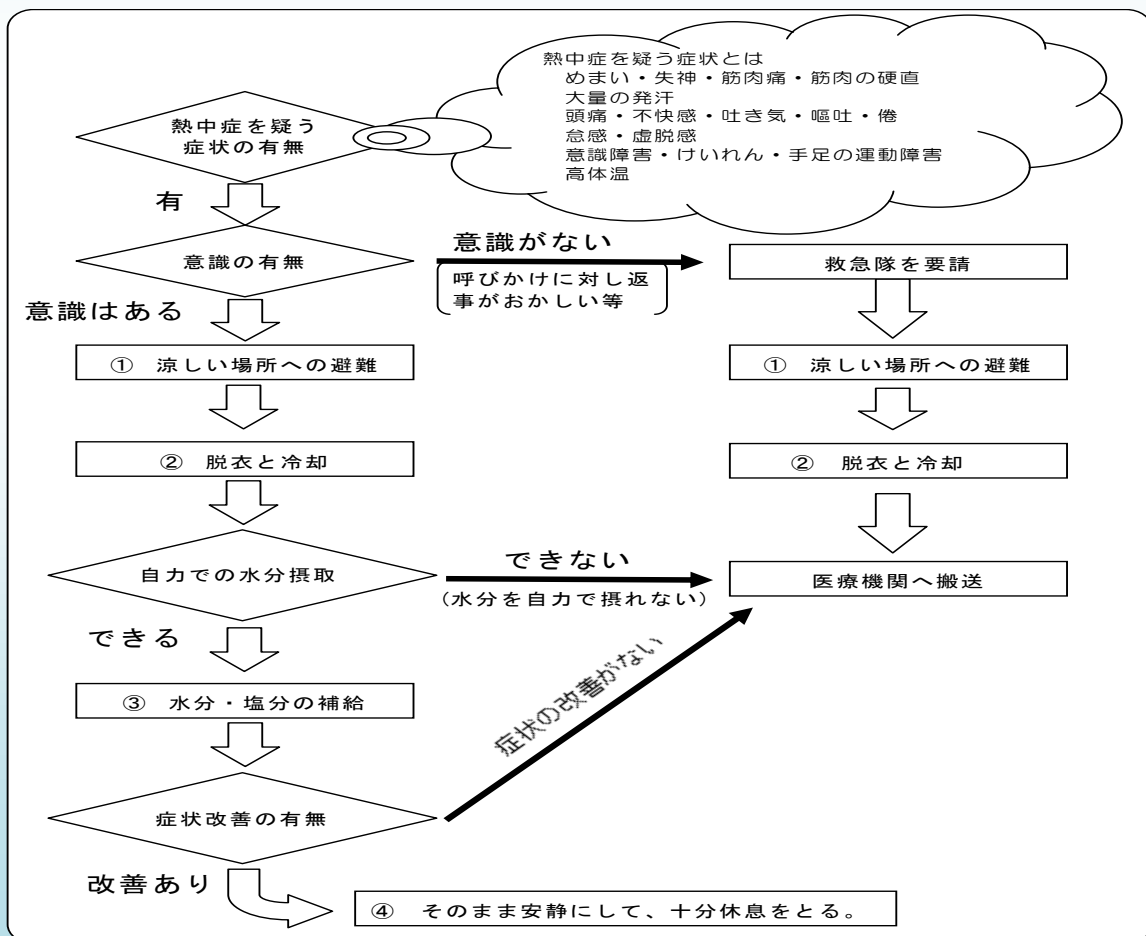 熱中症を疑う症状とは
めまい・失神・筋肉痛・筋肉の硬直
大量の発汗
頭痛・不快感・吐き気・嘔吐・倦
怠感・虚脱感
意識障害・けいれん・手足の運動障害
高体温
熱中症を疑う
症状の有無
有
意識の有無
意識がない
呼びかけに対し返
事がおかしい等
救急隊を要請
意識はある
① 涼しい場所への避難
① 涼しい場所への避難
② 脱衣と冷却
② 脱衣と冷却
自力での水分摂取
できない
(水分を自力で摂れない)
医療機関へ搬送
できる
③ 水分・塩分の補給
症状の改善がない
症状改善の有無
改善あり
④ そのまま安静にして、十分休息をとる。